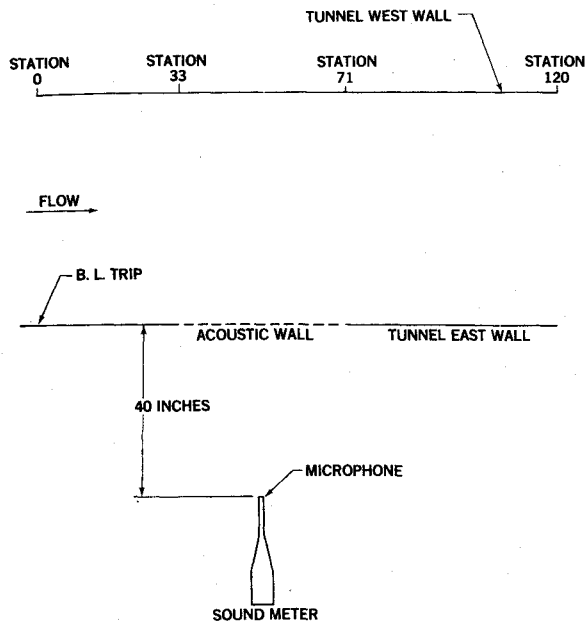 TUNNEL WEST WALL
STATION STATION STATION STATION
0 33 71 120
FLOW
B. L. TRIP
ACOUSTIC WALL TUNNEL EAST WALL
40 INCHES
MICROPHONE
SOUND METER